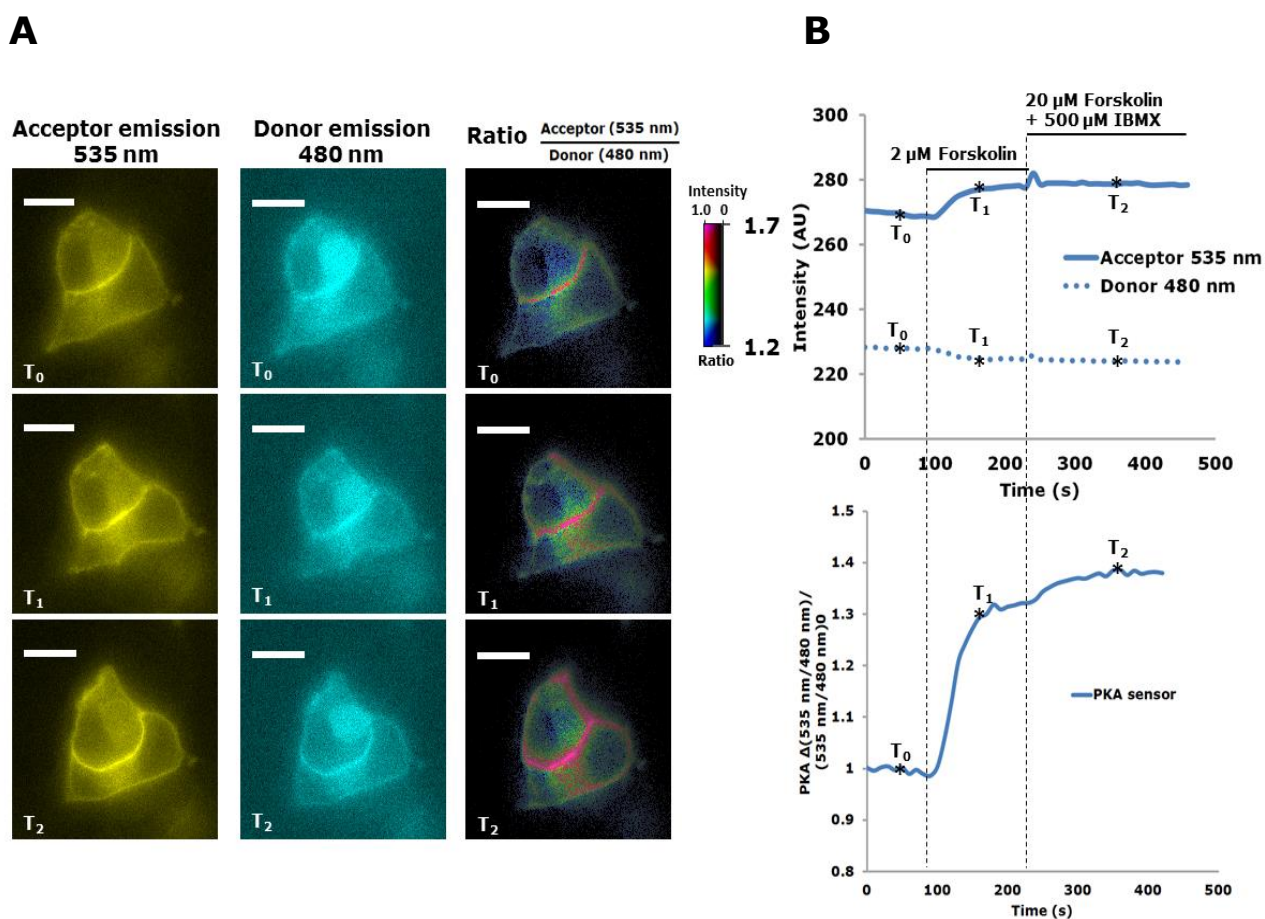 A
Acceptor emission
535 nm
Donor emission
480 nm
Ratio Acceptor (535 nm)
Donor (480 nm)
T0
T0
T0
Intensity
1.0 0
1.7
1.2
Ratio
T1
T1
T1
T2
T2
T2
B
20 µM Forskolin
+ 500 µM IBMX
2 µM Forskolin
300
280
260
240
220
200
Intensity (AU)
T0
T1
T2
Acceptor 535 nm
Donor 480 nm
T0
T1
T2
0 100 200 300 400 500
Time (s)
1.5
1.4
1.3
1.2
1.1
1
0.9
0.8
PKA Δ(535 nm/480 nm)/
(535 nm/480 nm)0
T0
T1
T2
PKA sensor
0 100 200 300 400 500
Time (s)